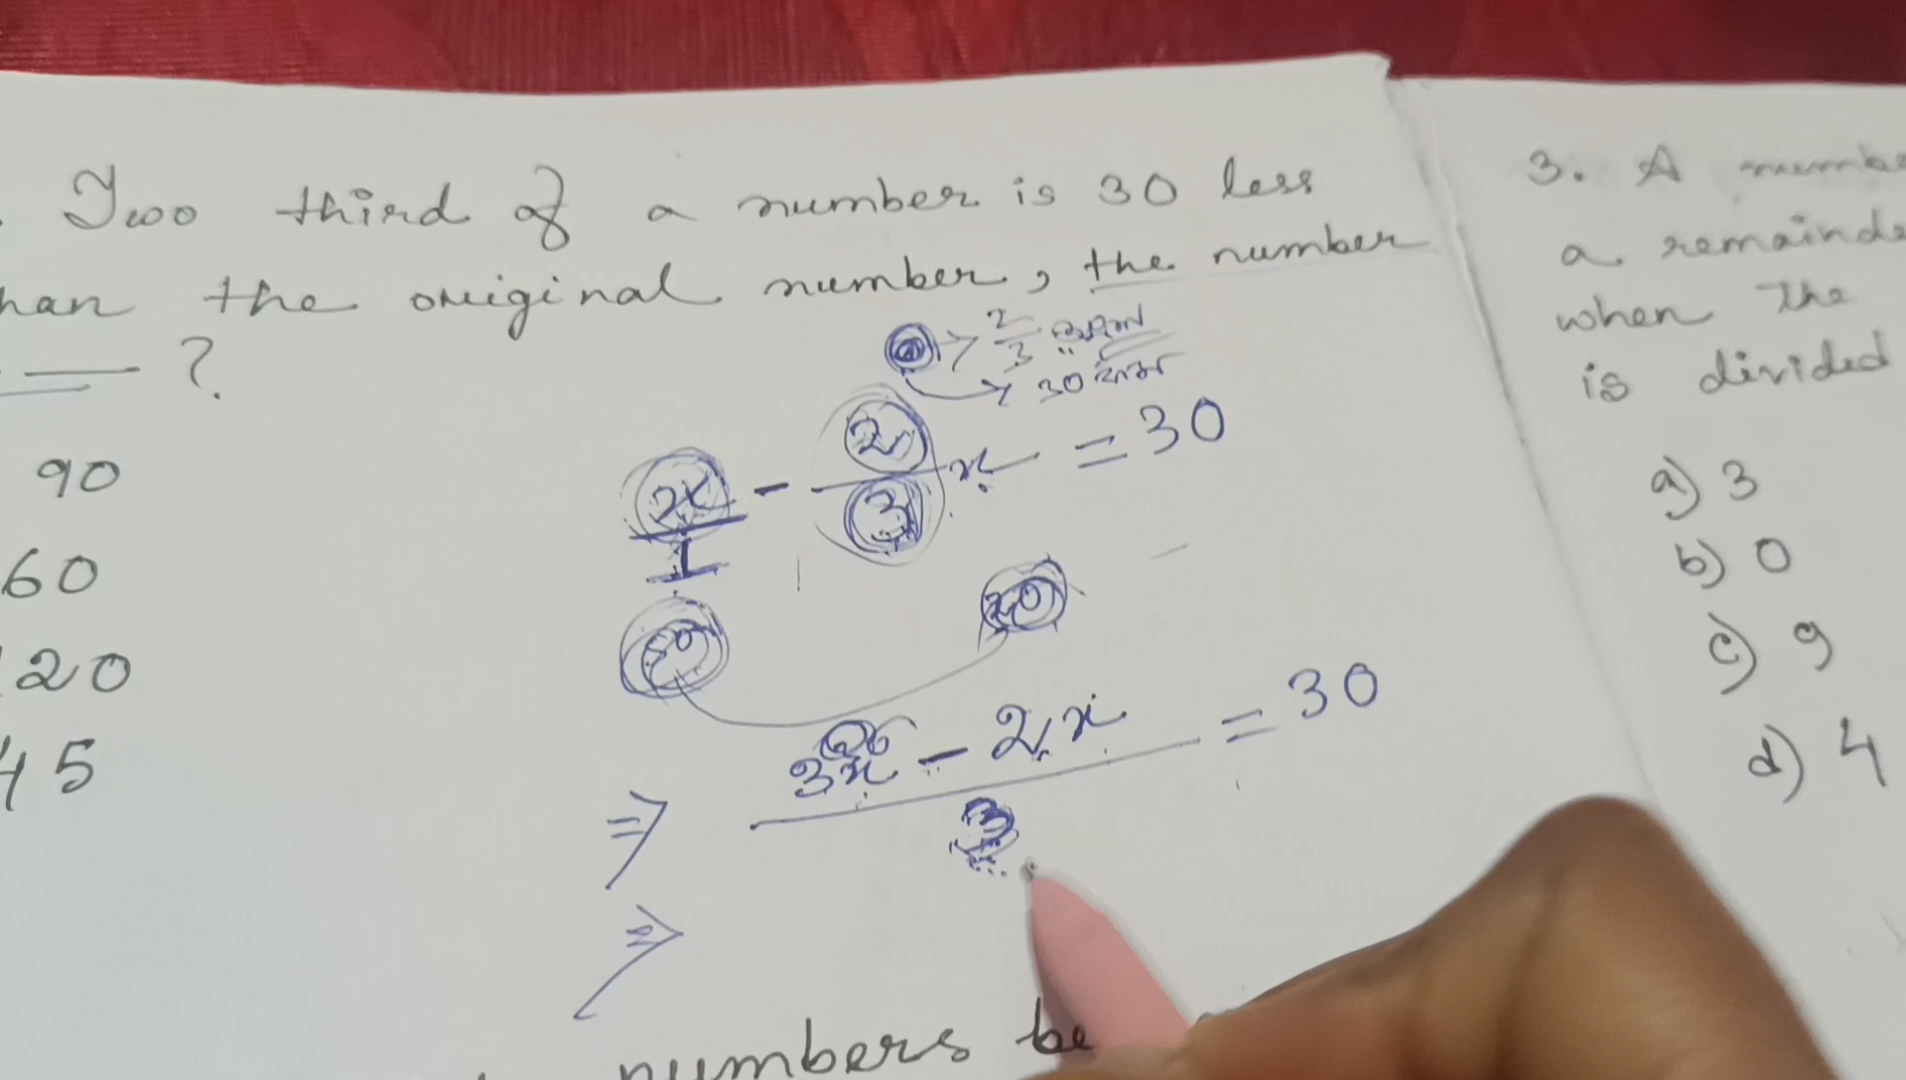 Two third of a number is 30 less
han the original number, the number
?
90
60
20
45
2/3
30
x/1 - 2/3 x = 30
⇒ 3x - 2x / 3 = 30
⇒
numbers be
3. A numbe
a remainde
when the
is divided
a) 3
b) 0
c) 9
d) 4